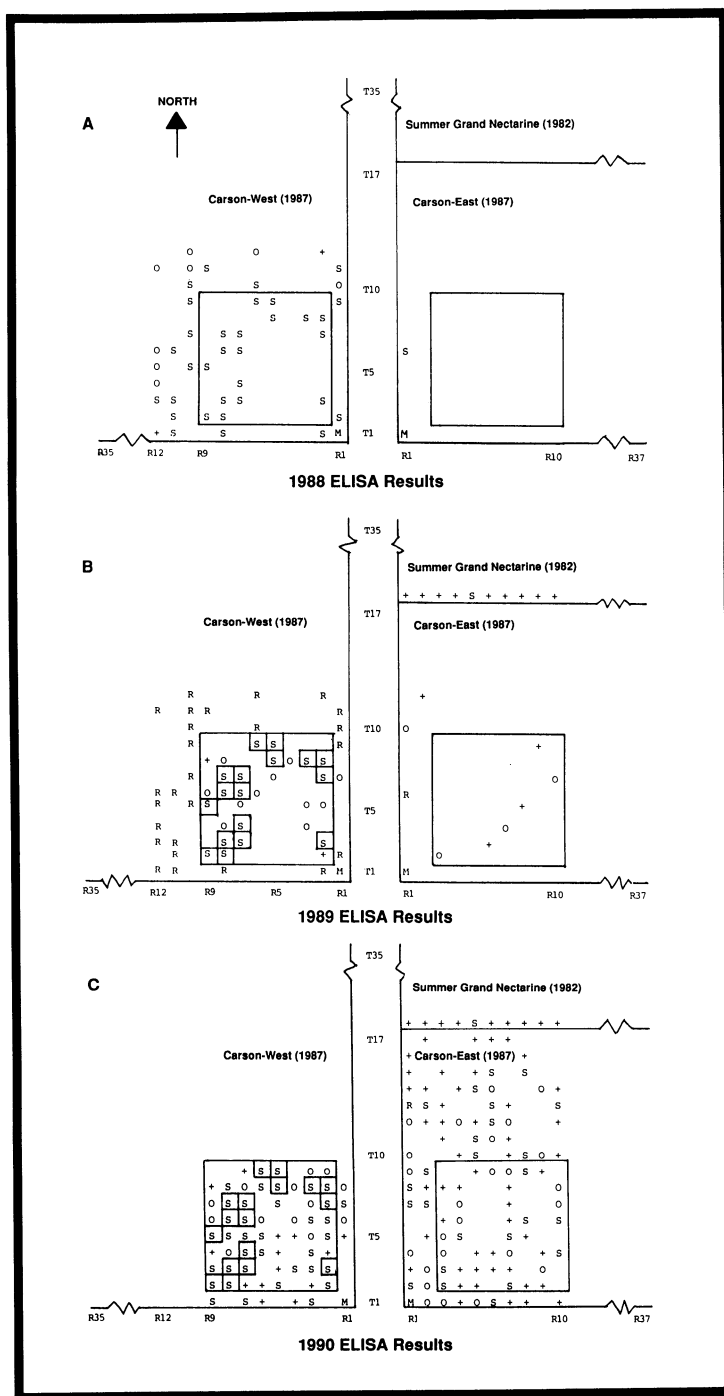 T35
NORTH
A Summer Grand Nectarine (1982)
T17
Carson-West (1987) Carson-East (1987)
O O +
O O S S
S S O T10
S S S S
S S S
S S S S
O S S S S
O S S T5
O S
S S S S S
S S S S
+ S S S M T1 M
R35 R12 R9 R1 R1 R10 R37
1988 ELISA Results
T35
B Summer Grand Nectarine (1982)
+ + + + S + + + + +
T17
Carson-West (1987) Carson-East (1987)
R R R +
R R R R
R R R T10 O
R S S R +
+ O S O S S
R S S O S O O
R R O S S O R
R R S O O O T5 +
R O S O O
R R S S S +
R S S + R O
R R R R M T1 M
R35 R12 R9 R5 R1 R1 R10 R37
1989 ELISA Results
T35
C Summer Grand Nectarine (1982)
+ + + + S + + + + +
T17 + + + +
Carson-West (1987) + Carson-East (1987) +
+ + + S S
+ + + S O O +
R S + S + S
O + + O + S O +
+ S O +
T10 O + S + S O +
+ S S O O O S + O O S +
+ S O S S O S S O S + + + O
O S S S O S S S S + O + O
O S S O O S S O O + S S
S S S S + + O S + T5 + O S S +
+ O S S + S + O O + + O + S
S S S + S S S + O S + + + + O
S S S + + S + S S O S S + +
S S + + S M T1 M O O + O S + + +
R35 R12 R9 R1 R1 R10 R37
1990 ELISA Results